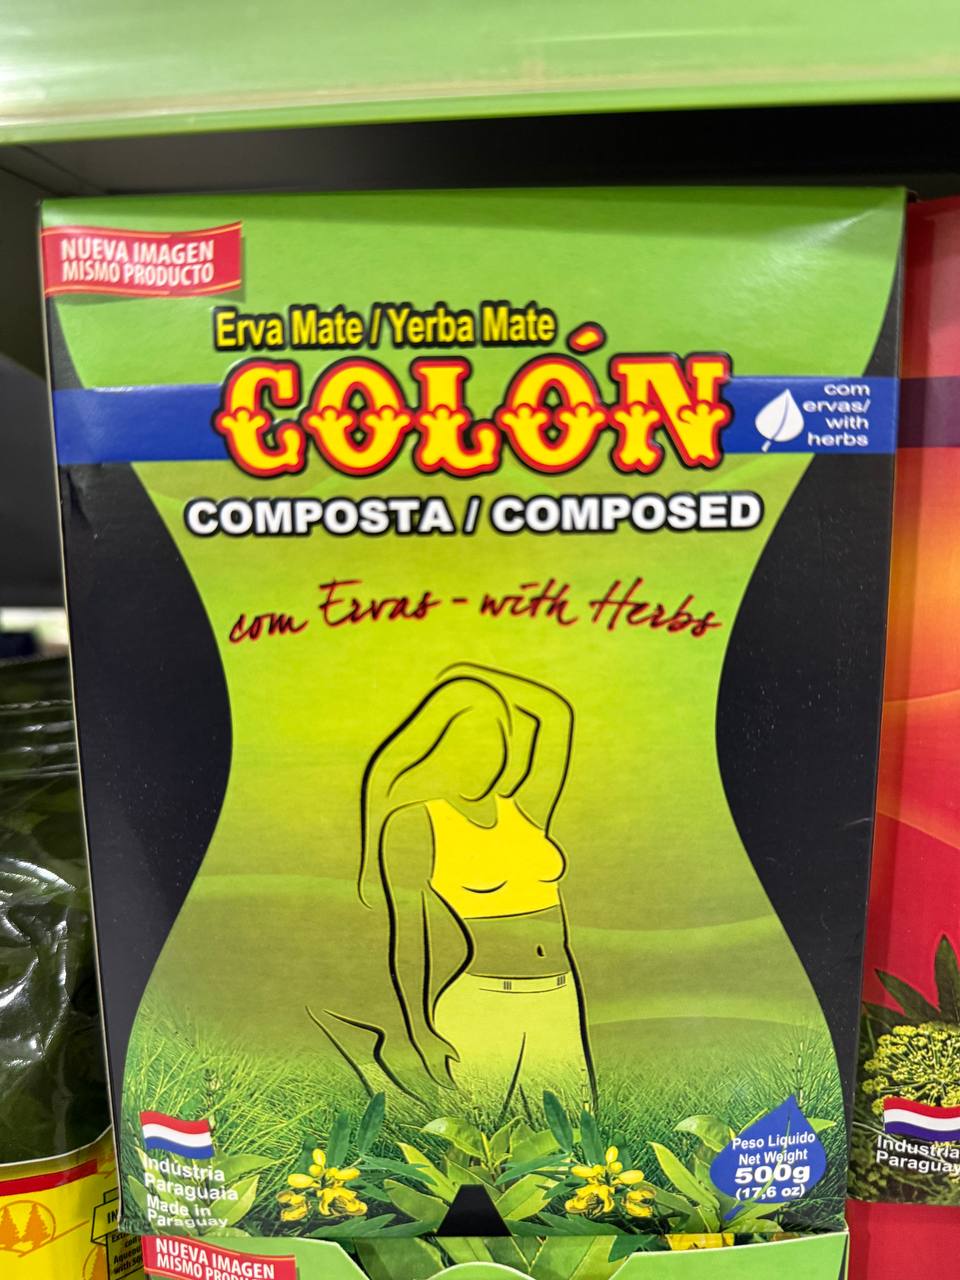 NUEVA IMAGEN
MISMO PRODUCTO
Erva Mate / Yerba Mate
COLÓN
com
ervas/
with
herbs
COMPOSTA / COMPOSED
com Ervas - with Herbs
Indústria
Paraguaia
Made in
Paraguay
Peso Liquido
Net Weight
500g
(17,6 oz)
Industria
Paraguay
NUEVA IMAGEN
MISMO